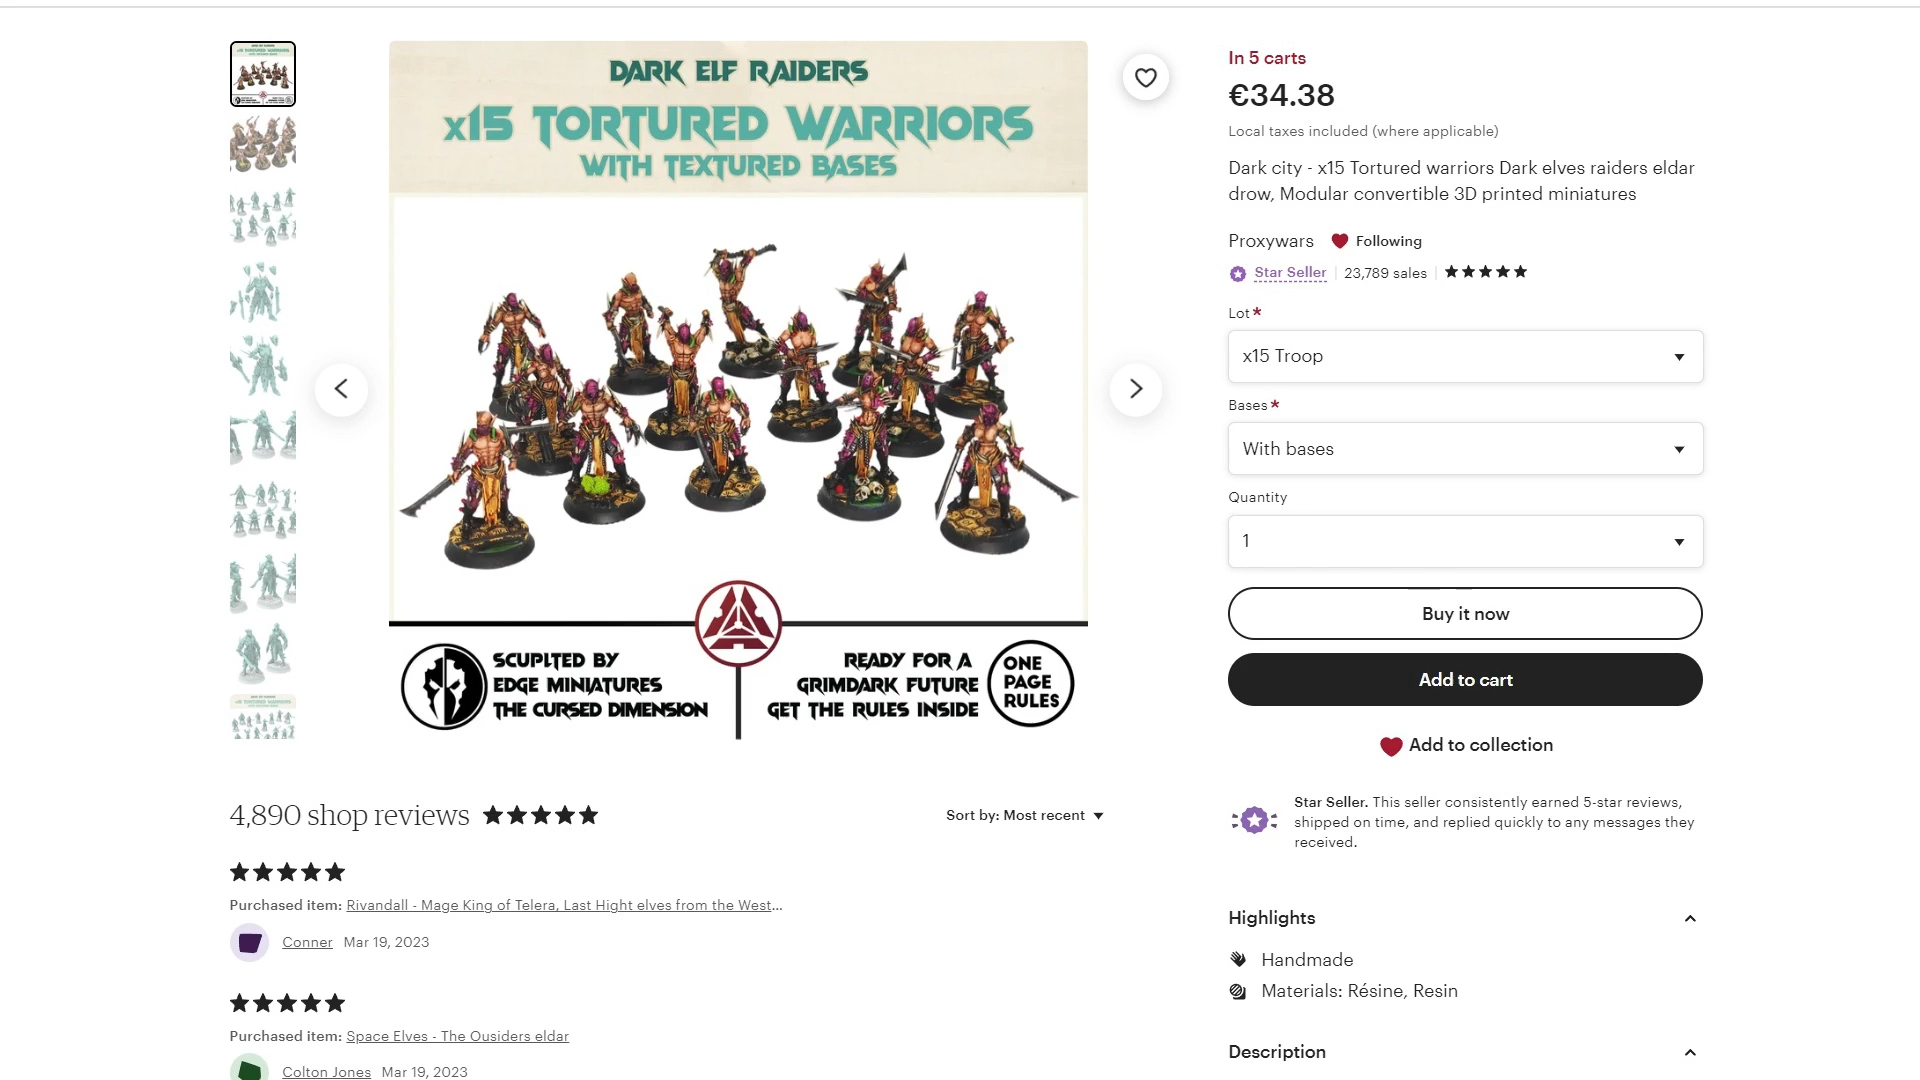 DARK ELF RAIDERS
x15 TORTURED WARRIORS
WITH TEXTURED BASES
SCUPLTED BY
EDGE MINIATURES
THE CURSED DIMENSION
READY FOR A
GRIMDARK FUTURE
GET THE RULES INSIDE
ONE
PAGE
RULES
4,890 shop reviews
Sort by: Most recent
Purchased item: Rivandall - Mage King of Telera, Last Hight elves from the West...
Conner Mar 19, 2023
Purchased item: Space Elves - The Ousiders eldar
Colton Jones Mar 19, 2023
In 5 carts
€34.38
Local taxes included (where applicable)
Dark city - x15 Tortured warriors Dark elves raiders eldar
drow, Modular convertible 3D printed miniatures
Proxywars Following
Star Seller 23,789 sales
Lot*
x15 Troop
Bases*
With bases
Quantity
1
Buy it now
Add to cart
Add to collection
Star Seller. This seller consistently earned 5-star reviews,
shipped on time, and replied quickly to any messages they
received.
Highlights
Handmade
Materials: Résine, Resin
Description